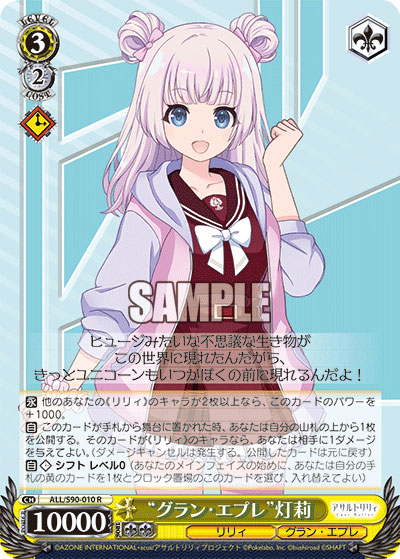 LEVEL
3
2
COST
SAMPLE
ヒュージみたいな不思議な生き物が
この世界に現れたんだから、
きっとユニコーンもいつかぼくの前に現れるんだよ！
永 他のあなたの《リリィ》のキャラが2枚以上なら、このカードのパワーを
＋1000。
自 このカードが手札から舞台に置かれた時、あなたは自分の山札の上から1枚
を公開する。そのカードが《リリィ》のキャラなら、あなたは相手に1ダメージ
を与えてよい。（ダメージキャンセルは発生する。公開したカードは元に戻す）
自 シフト レベル0（あなたのメインフェイズの始めに、あなたは自分の手札
の黄のカードを1枚とクロック置場のこのカードを選び、入れ替えてよい）
CH
ALL/S90-010 R
10000
“グラン・エプレ”灯莉
アサルトリリィ
リリィ
グラン・エプレ
©AZONE INTERNATIONAL・acus/アサルトリリィプロジェクト ©Pokelabo, ©bushiroad ©SHAFT